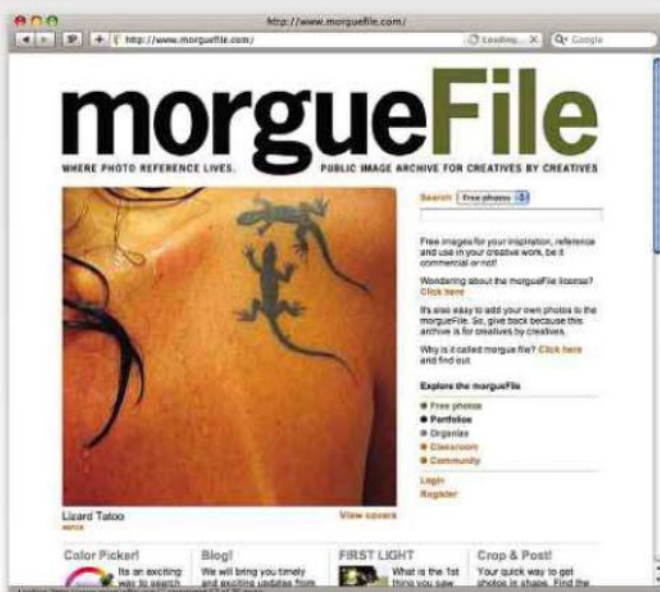 http://www.morguefile.com/
http://www.morguefile.com/
Loading...
Google
morgueFile
WHERE PHOTO REFERENCE LIVES.
PUBLIC IMAGE ARCHIVE FOR CREATIVES BY CREATIVES
Search Free photos
Free images for your inspiration, reference
and use in your creative work, be it
commercial or not!
Wondering about the morgueFile license?
Click here
It's also easy to add your own photos to the
morgueFile. So, give back because this
archive is for creatives by creatives.
Why is it called morgue file? Click here
and find out.
Explore the morgueFile
Free photos
Portfolios
Organize
Classroom
Community
Login
Register
Lizard Tatoo
View covers
Color Picker!
Its an exciting
way to search
Blog!
We will bring you timely
and exciting updates from
FIRST LIGHT
What is the 1st
thing you saw
Crop & Post!
Your quick way to get
photos in shape. Find the